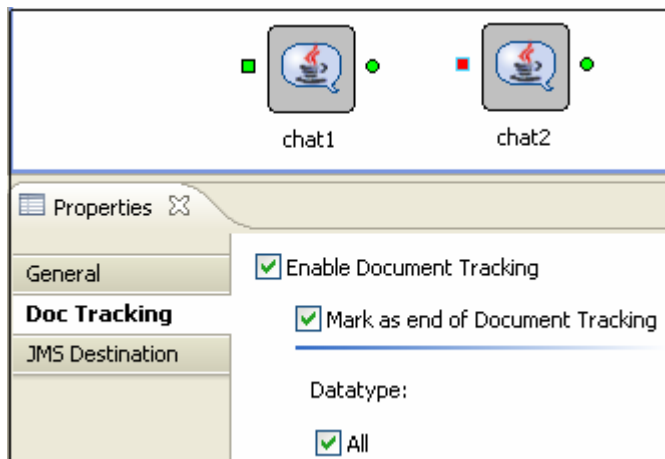 chat1
chat2
Properties
General
Enable Document Tracking
Doc Tracking
Mark as end of Document Tracking
JMS Destination
Datatype:
All